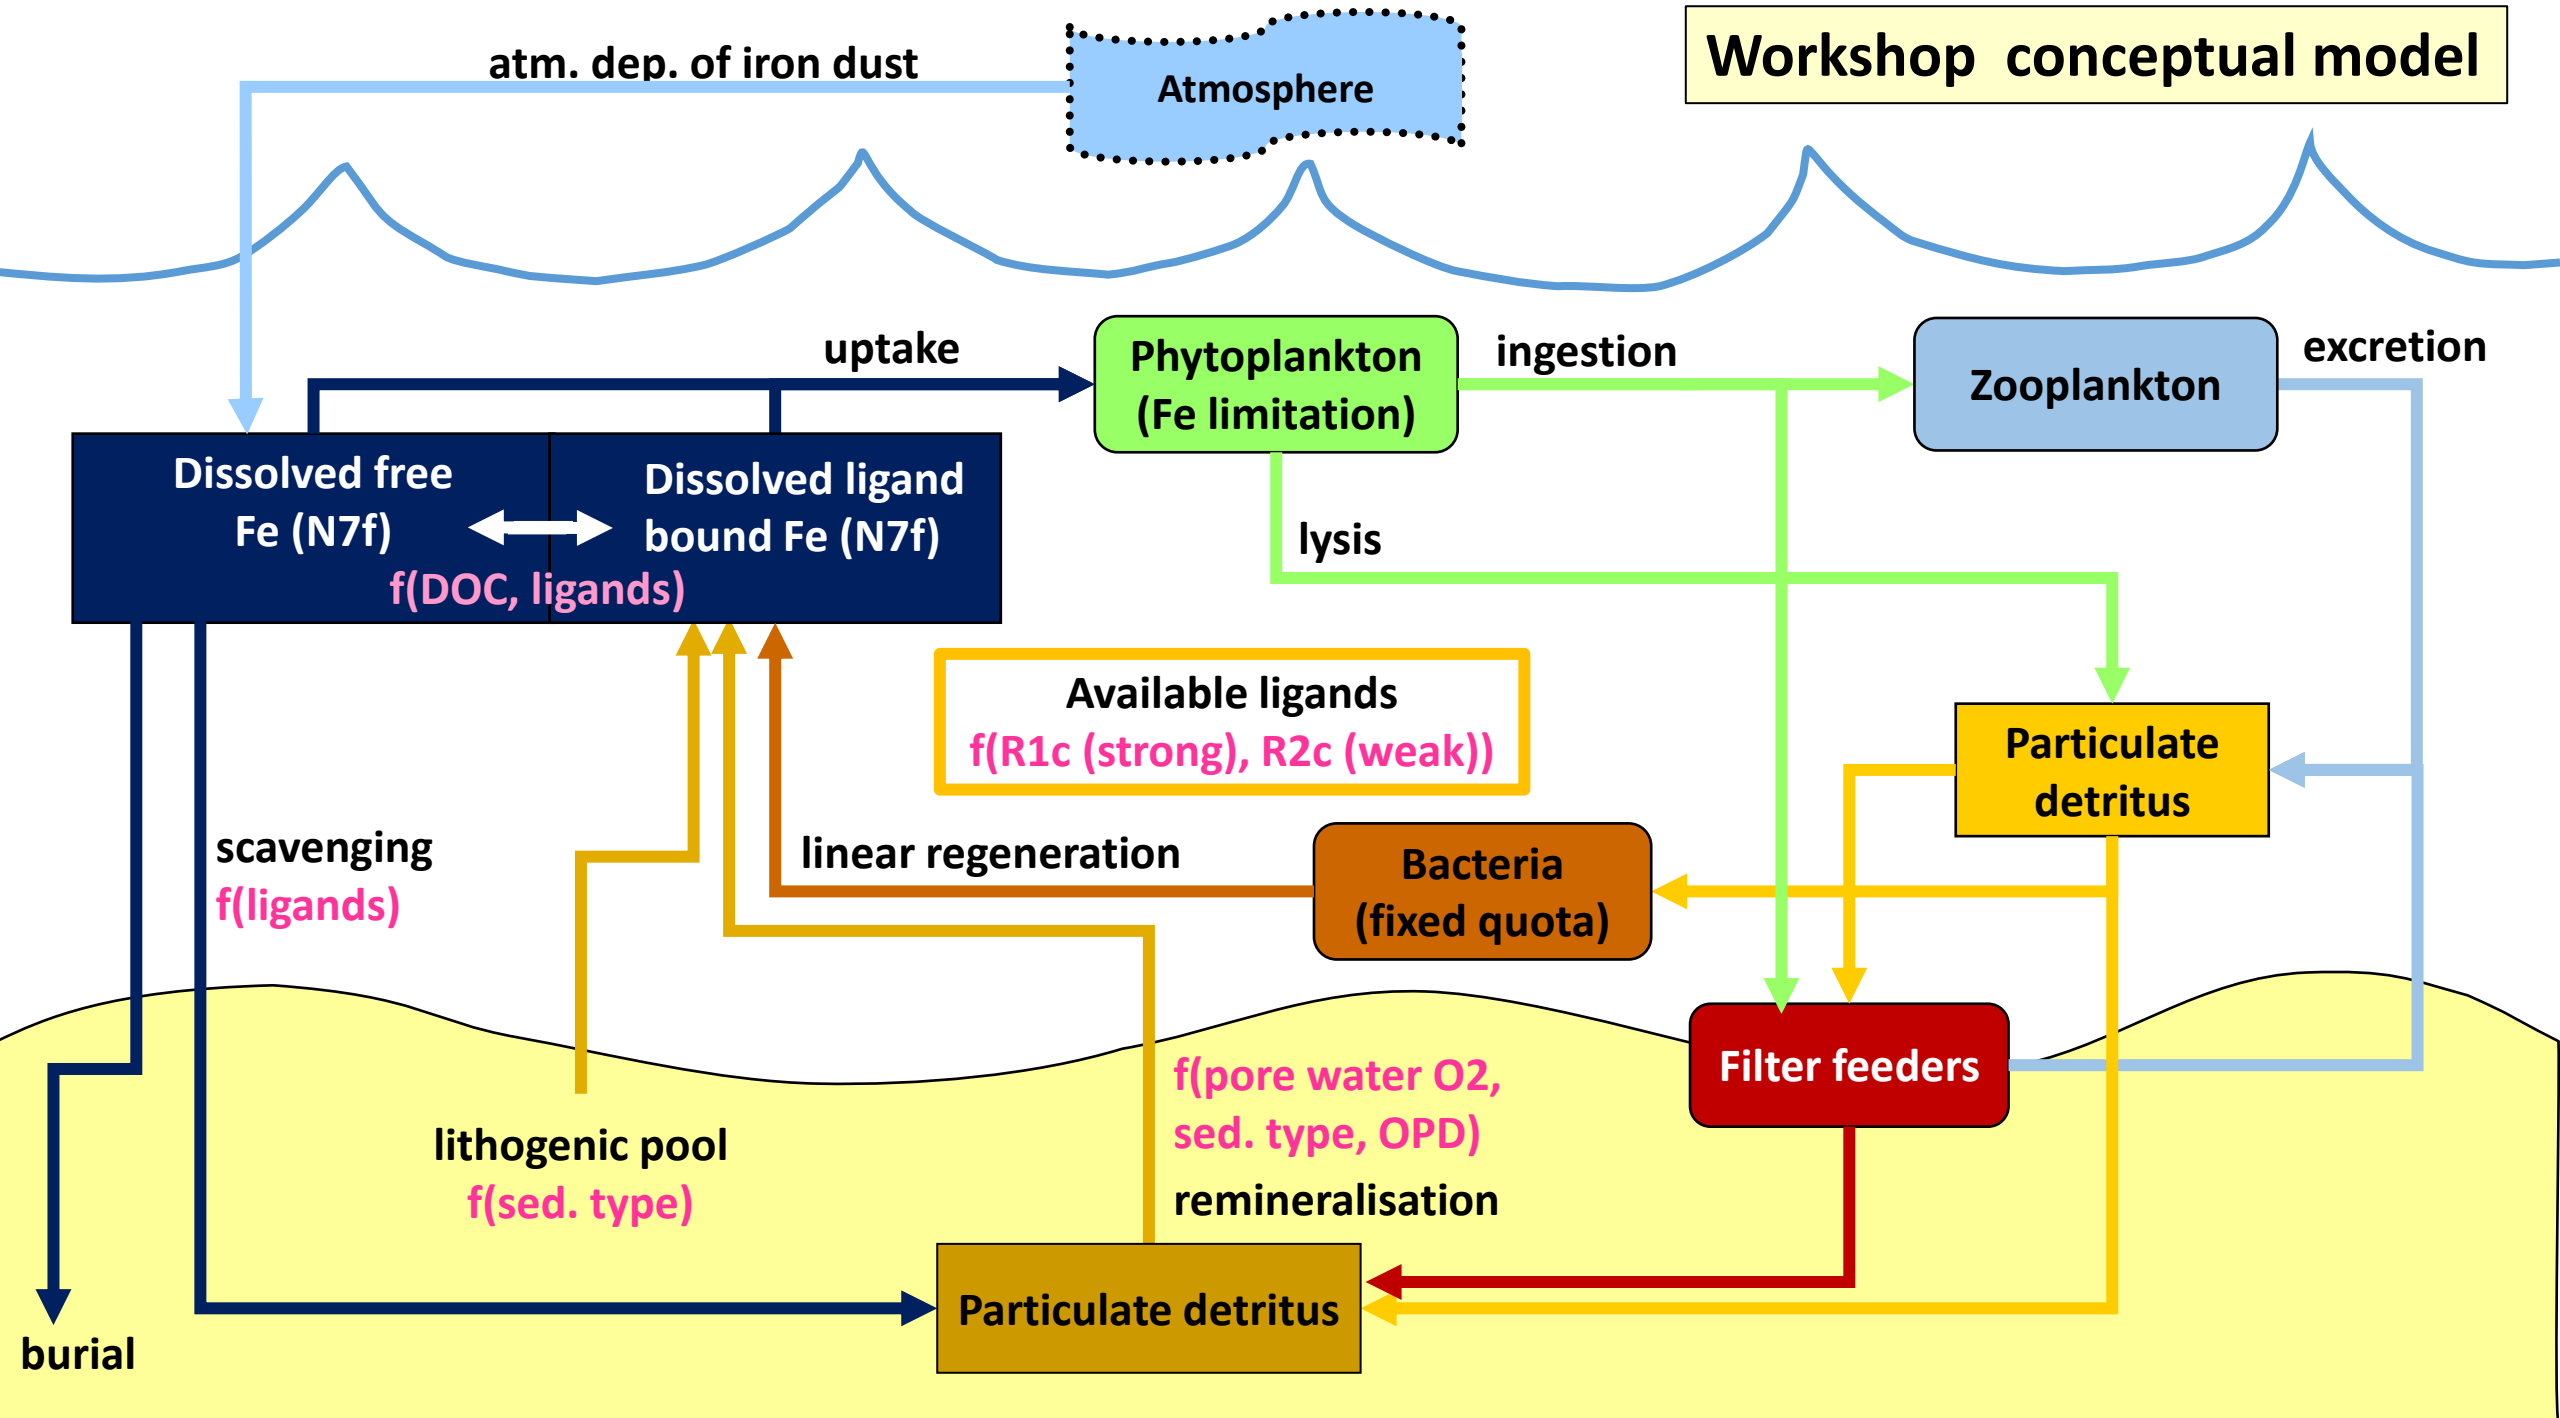 atm. dep. of iron dust
Atmosphere
Workshop conceptual model
uptake
Phytoplankton
(Fe limitation)
ingestion
Zooplankton
excretion
Dissolved free
Fe (N7f)
Dissolved ligand
bound Fe (N7f)
f(DOC, ligands)
lysis
Available ligands
f(R1c (strong), R2c (weak))
Particulate
detritus
scavenging
f(ligands)
linear regeneration
Bacteria
(fixed quota)
Filter feeders
f(pore water O2,
sed. type, OPD)
remineralisation
lithogenic pool
f(sed. type)
Particulate detritus
burial